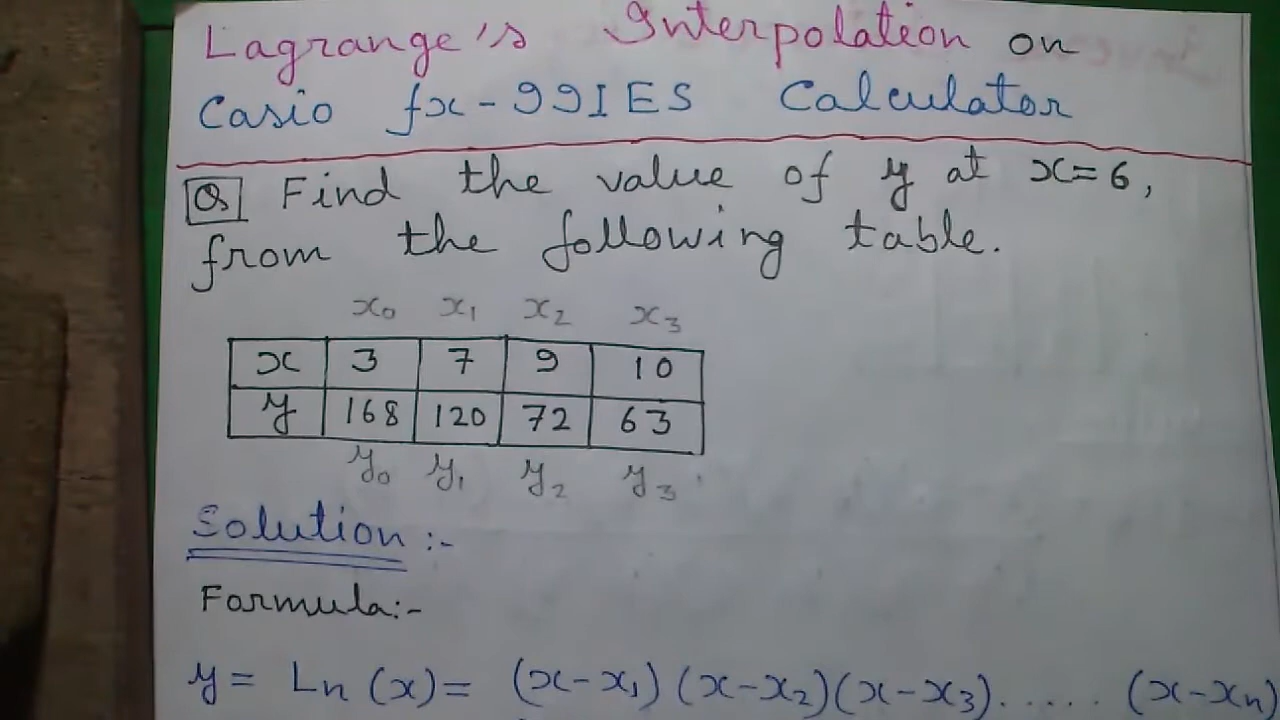 Lagrange's Interpolation on
Casio fx-991ES Calculator
Q Find the value of y at x=6,
from the following table.
x₀ x₁ x₂ x₃
x 3 7 9 10
y 168 120 72 63
y₀ y₁ y₂ y₃
Solution :-
Formula:-
y = Ln (x) = (x-x₁) (x-x₂)(x-x₃)...... (x-xₙ)